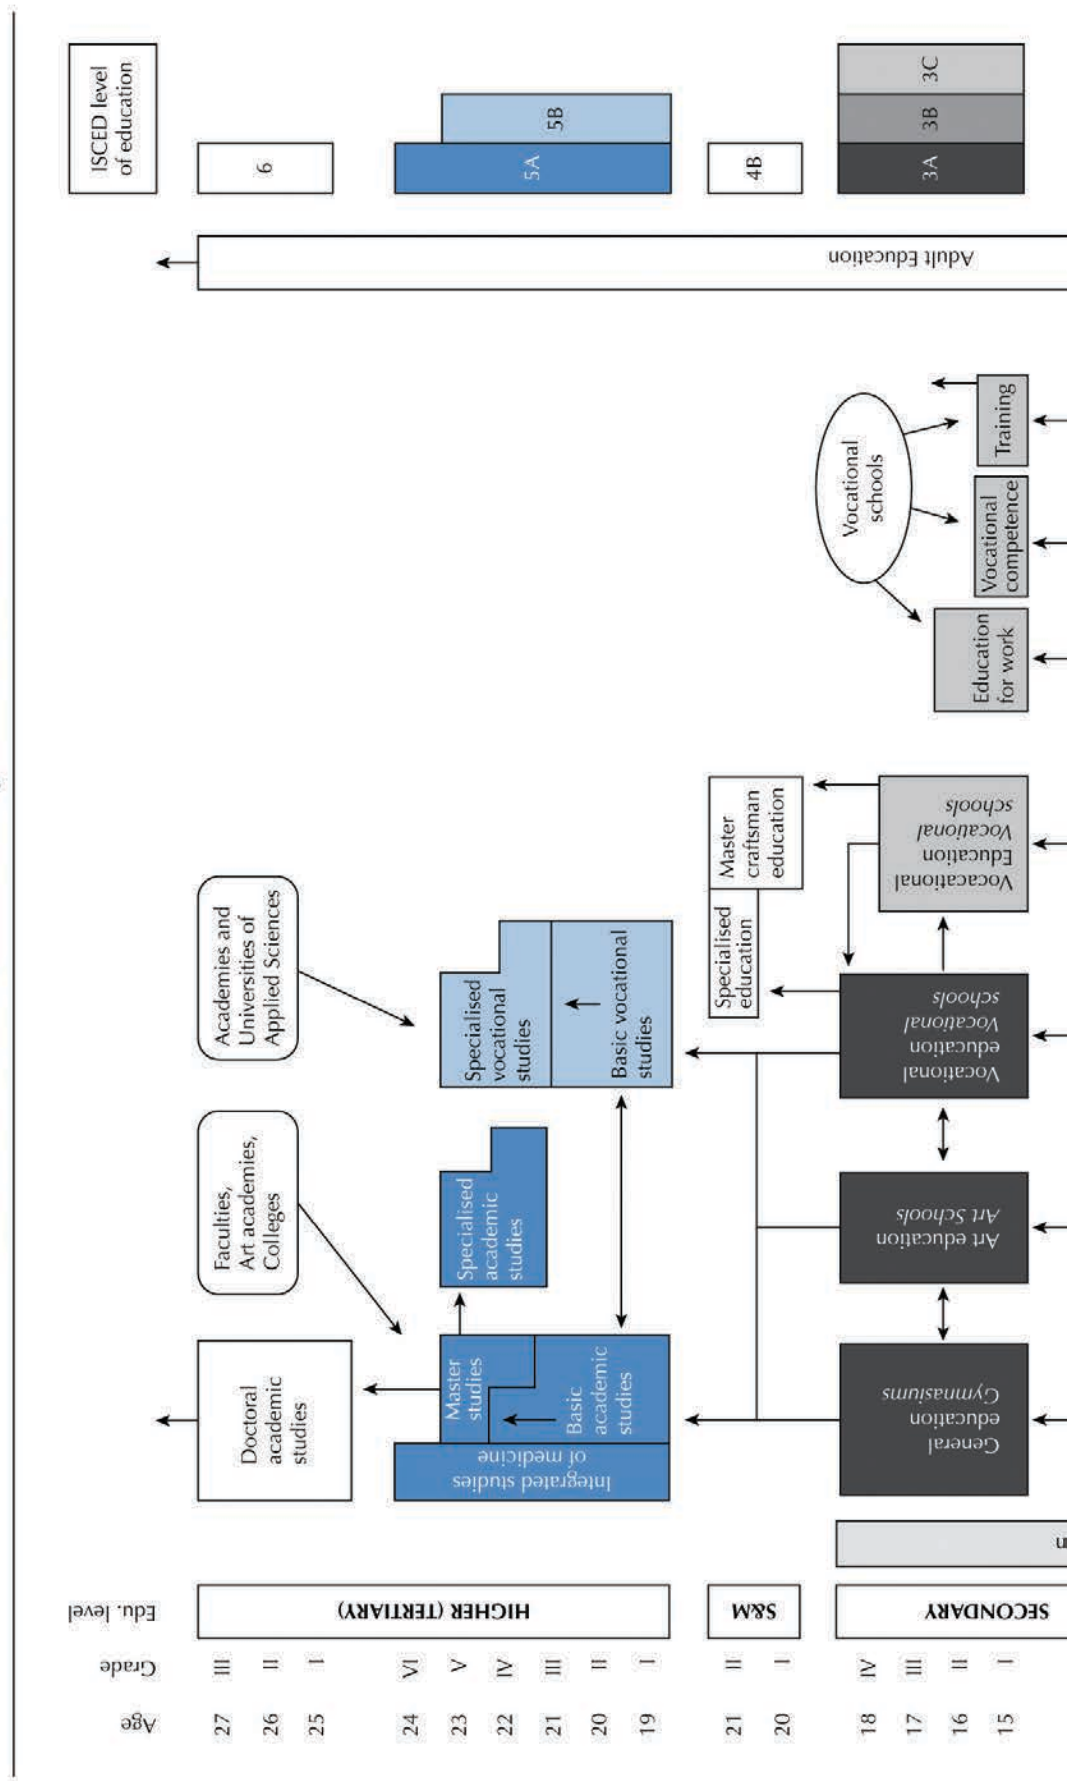 ISCED level
of education
6
5B
5A
4B
3C
3B
3A
Adult Education
Vocational
schools
Training
Vocational
competence
Education
for work
Academies and
Universities of
Applied Sciences
Specialised
vocational
studies
Basic vocational
studies
Master
craftsman
education
Specialised
education
Vocacational
Education
Vocational
schools
Vocational
education
Vocational
schools
Faculties,
Art academies,
Colleges
Specialised
academic
studies
Art education
Art Schools
Doctoral
academic
studies
Master
studies
Basic
academic
studies
Integrated studies
of medicine
General
education
Gymnasiums
Edu. level
HIGHER (TERTIARY)
S&M
SECONDARY
Grade
III
II
I
VI
V
IV
III
II
I
II
I
IV
III
II
I
Age
27
26
25
24
23
22
21
20
19
21
20
18
17
16
15